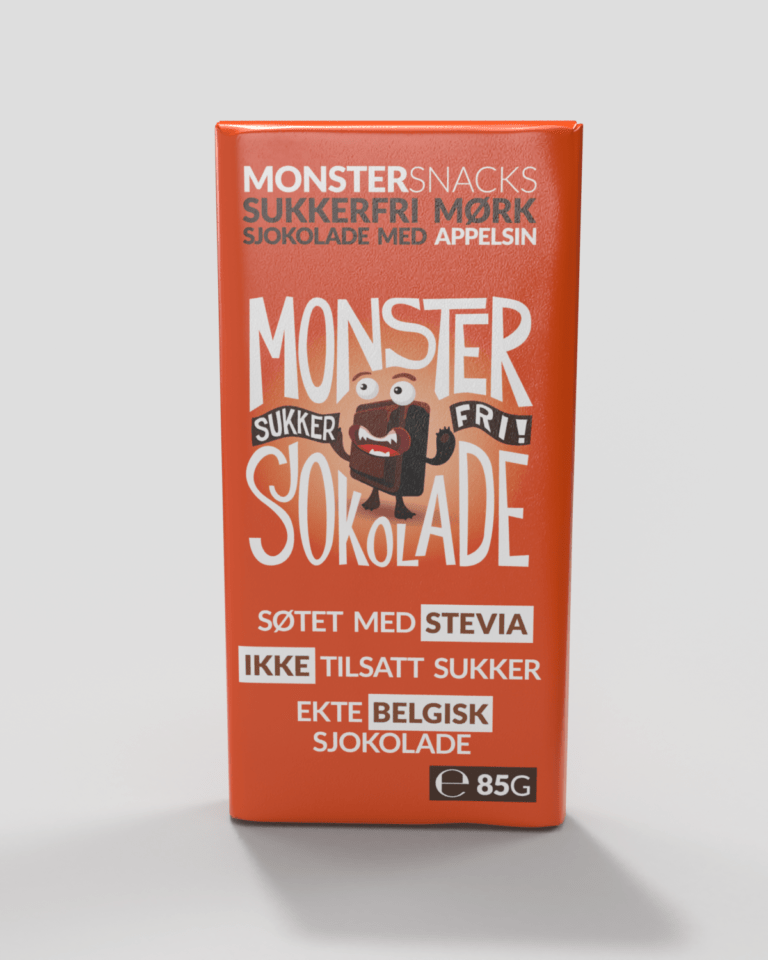 MONSTERSNACKS
SUKKERFRI MØRK
SJOKOLADE MED APPELSIN
MONSTER
SUKKER FRI!
SJOKOLADE
SØTET MED STEVIA
IKKE TILSATT SUKKER
EKTE BELGISK
SJOKOLADE
℮ 85G